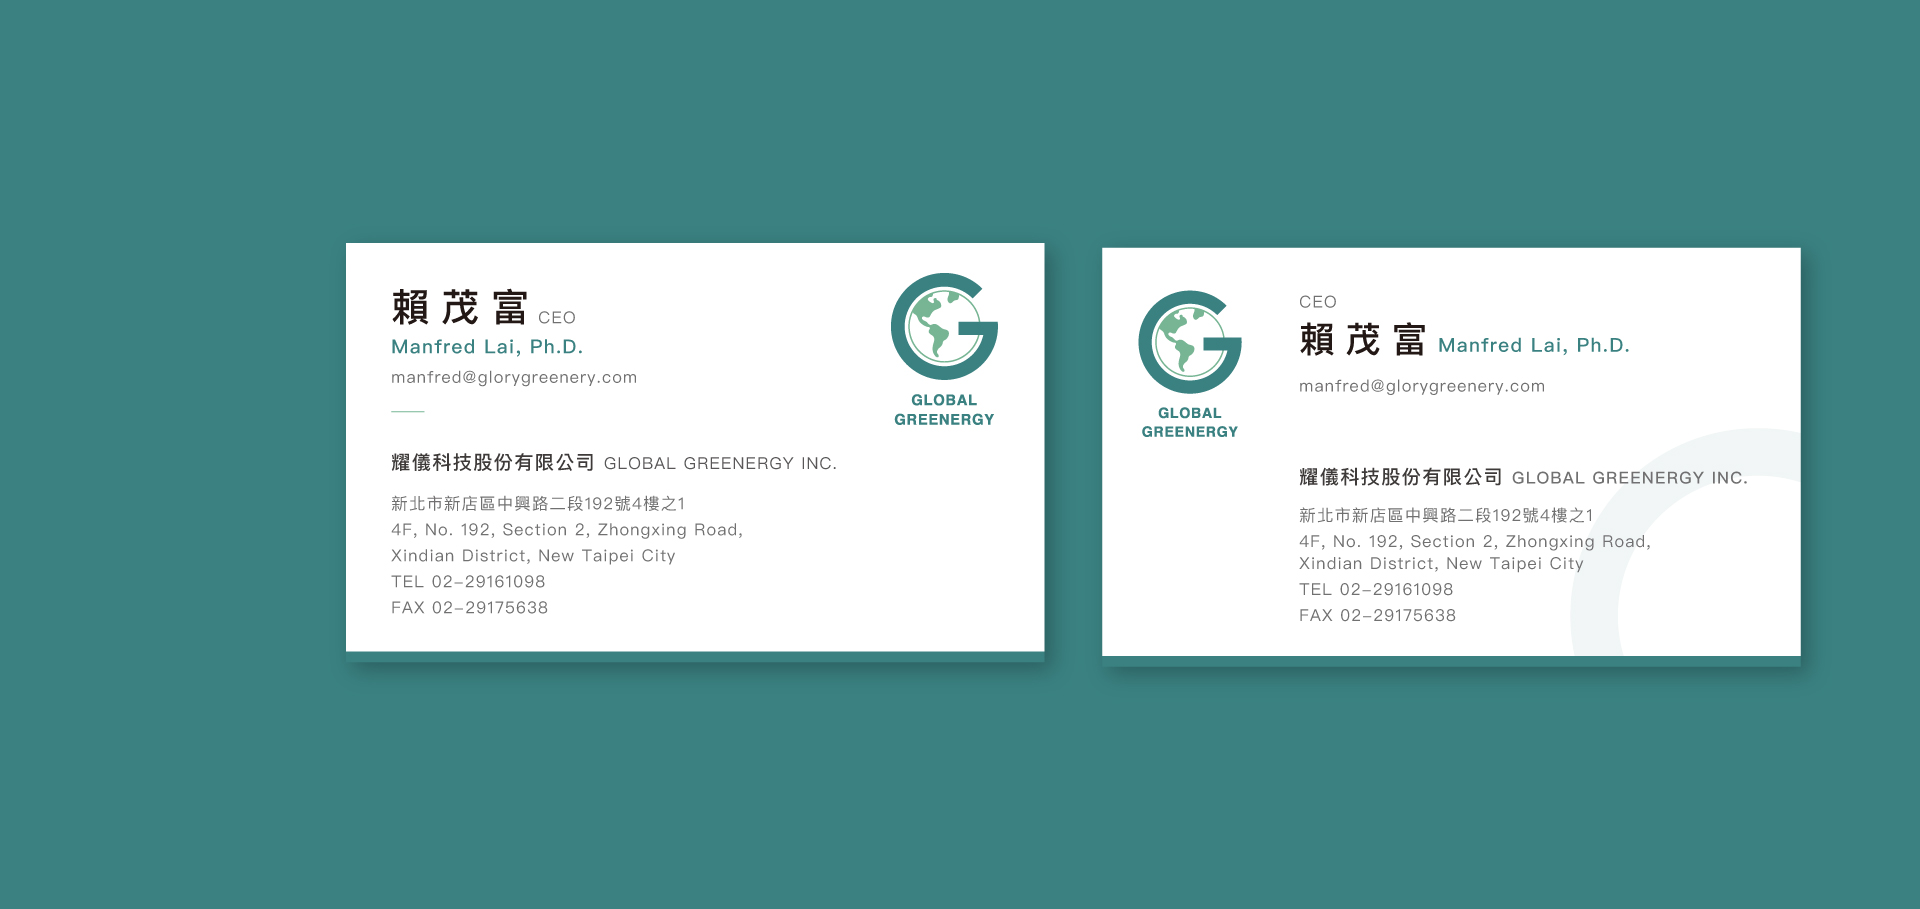 賴茂富 CEO
Manfred Lai, Ph.D.
manfred@glorygreenery.com
GLOBAL
GREENERGY
耀儀科技股份有限公司 GLOBAL GREENERGY INC.
新北市新店區中興路二段192號4樓之1
4F, No. 192, Section 2, Zhongxing Road,
Xindian District, New Taipei City
TEL 02-29161098
FAX 02-29175638
GLOBAL
GREENERGY
CEO
賴茂富 Manfred Lai, Ph.D.
manfred@glorygreenery.com
耀儀科技股份有限公司 GLOBAL GREENERGY INC.
新北市新店區中興路二段192號4樓之1
4F, No. 192, Section 2, Zhongxing Road,
Xindian District, New Taipei City
TEL 02-29161098
FAX 02-29175638